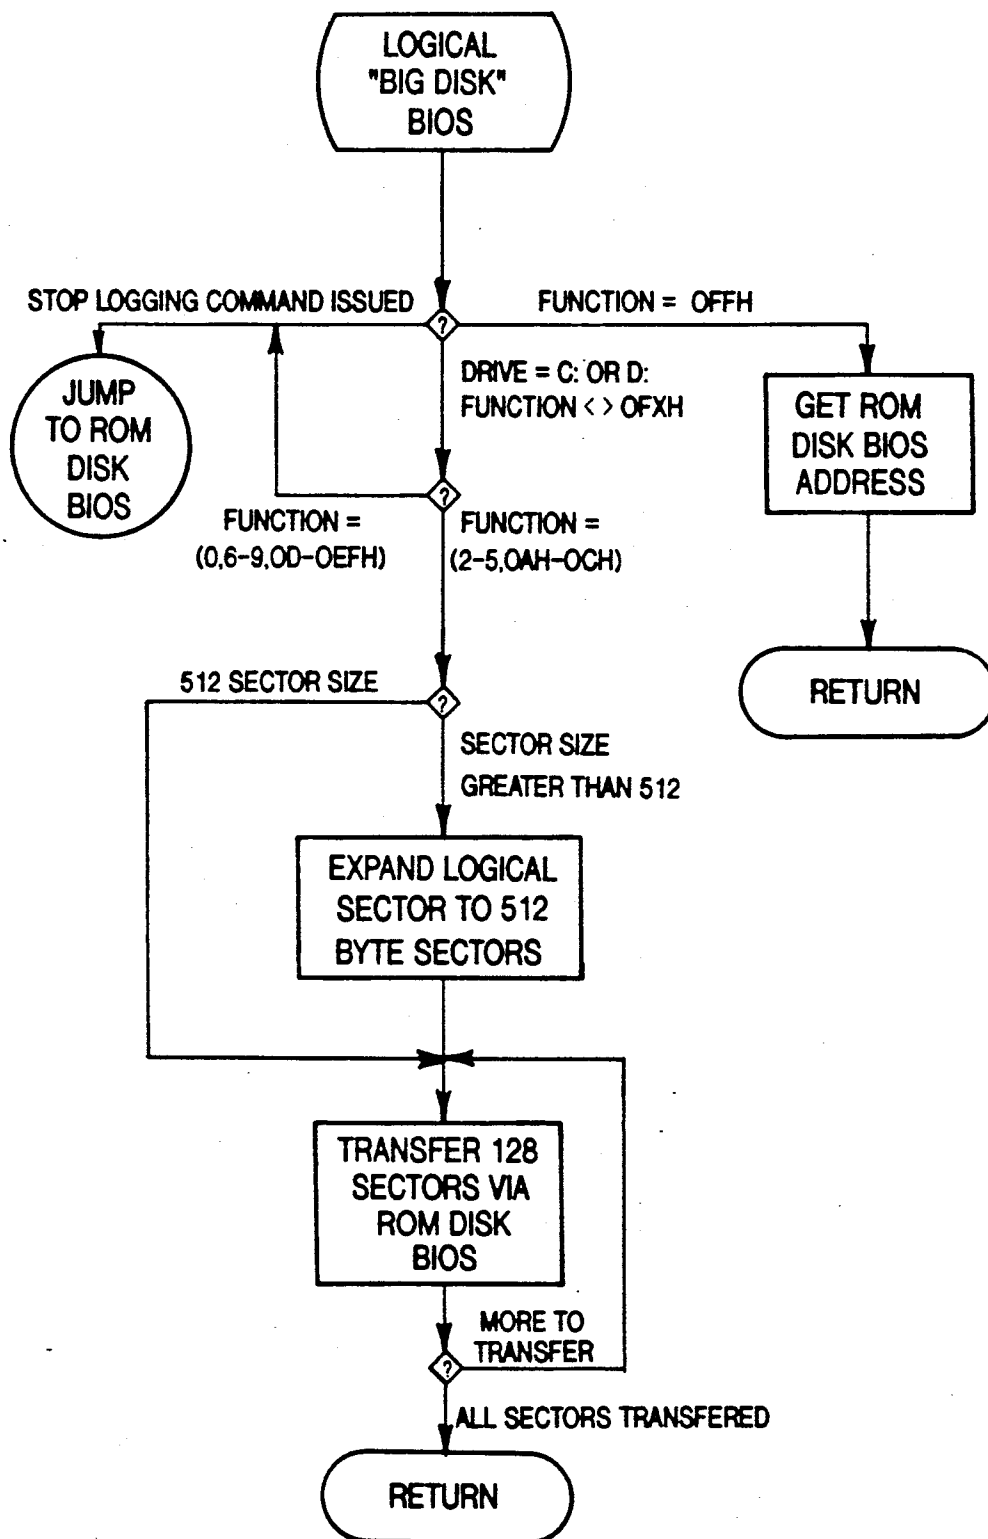 LOGICAL
"BIG DISK"
BIOS
STOP LOGGING COMMAND ISSUED
?
FUNCTION = OFFH
JUMP
TO ROM
DISK
BIOS
DRIVE = C: OR D:
FUNCTION < > OFXH
GET ROM
DISK BIOS
ADDRESS
?
FUNCTION =
(0,6-9,OD-OEFH)
FUNCTION =
(2-5,OAH-OCH)
RETURN
512 SECTOR SIZE
?
SECTOR SIZE
GREATER THAN 512
EXPAND LOGICAL
SECTOR TO 512
BYTE SECTORS
TRANSFER 128
SECTORS VIA
ROM DISK
BIOS
MORE TO
TRANSFER
?
ALL SECTORS TRANSFERED
RETURN